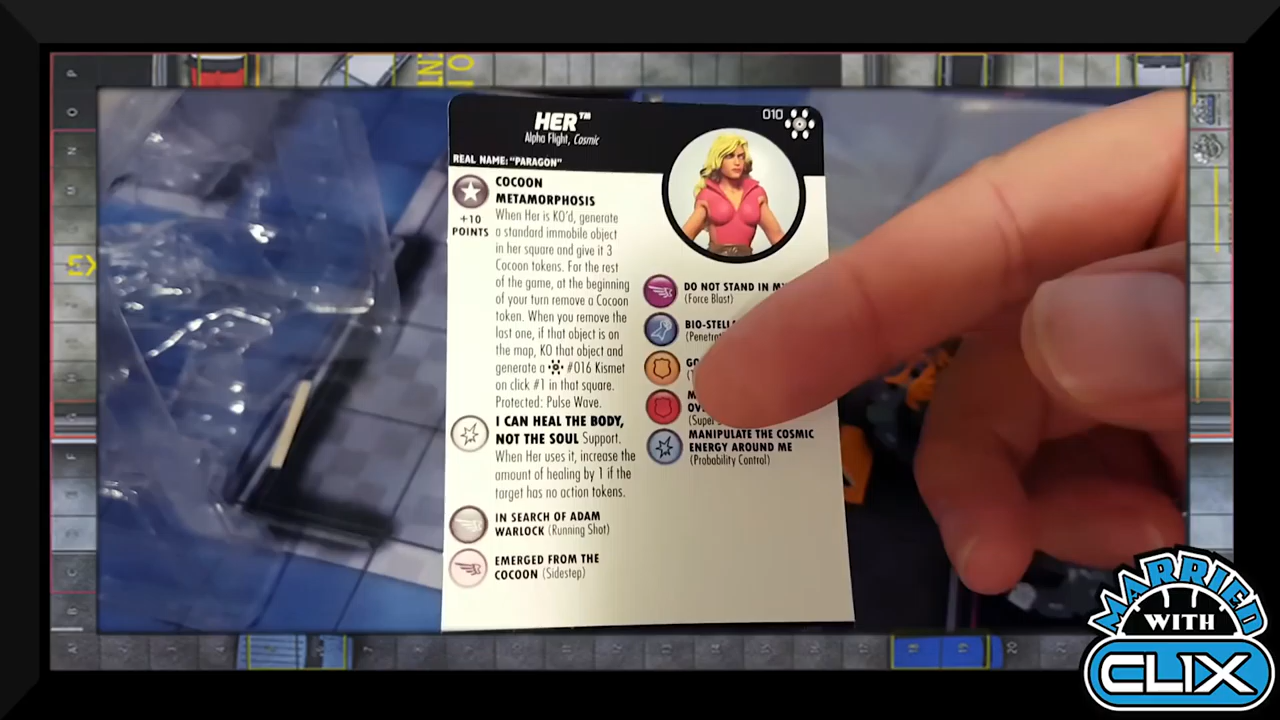 HER™
010
Alpha Flight, Cosmic
REAL NAME: "PARAGON"
COCOON
METAMORPHOSIS
+10
POINTS
When Her is KO'd, generate
a standard immobile object
in her square and give it 3
Cocoon tokens. For the rest
of the game, at the beginning
of your turn remove a Cocoon
token. When you remove the
last one, if that object is on
the map, KO that object and
generate a #016 Kismet
on click #1 in that square.
Protected: Pulse Wave.
I CAN HEAL THE BODY,
NOT THE SOUL Support.
When Her uses it, increase the
amount of healing by 1 if the
target has no action tokens.
IN SEARCH OF ADAM
WARLOCK (Running Shot)
EMERGED FROM THE
COCOON (Sidestep)
DO NOT STAND IN
(Force Blast)
MANIPULATE THE COSMIC
ENERGY AROUND ME
(Probability Control)
MARRIED
WITH
CLIX